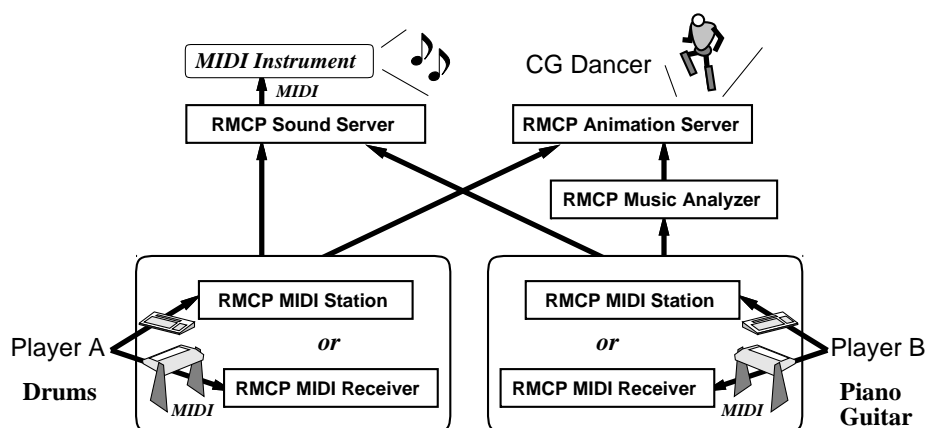 MIDI Instrument
MIDI
CG Dancer
RMCP Sound Server
RMCP Animation Server
RMCP Music Analyzer
RMCP MIDI Station
RMCP MIDI Station
Player A
or
or
Player B
Drums
RMCP MIDI Receiver
RMCP MIDI Receiver
Piano
Guitar
MIDI
MIDI